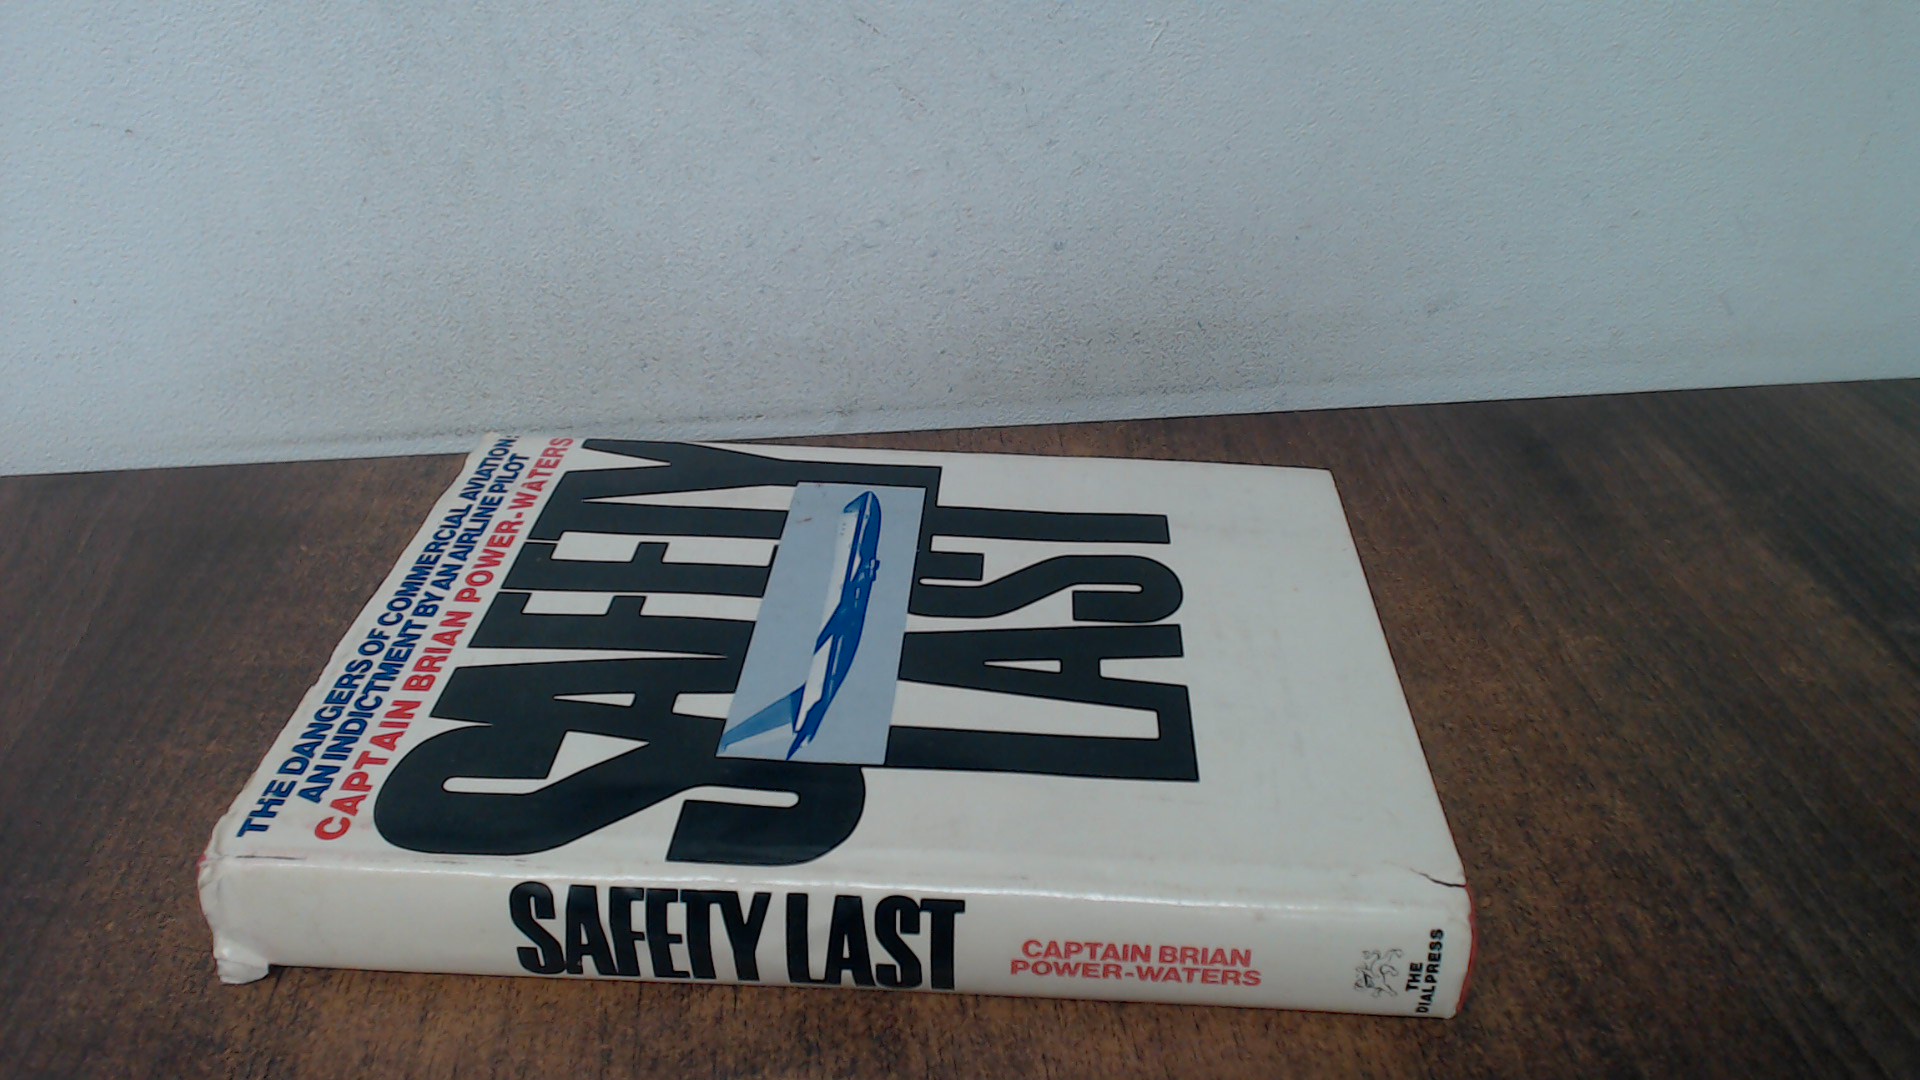 THE DANGERS OF COMMERCIAL AVIATION:
AN INDICTMENT BY AN AIRLINE PILOT
CAPTAIN BRIAN POWER-WATERS
SAFETY
LAST
SAFETY LAST
CAPTAIN BRIAN
POWER-WATERS
THE
DIAL PRESS